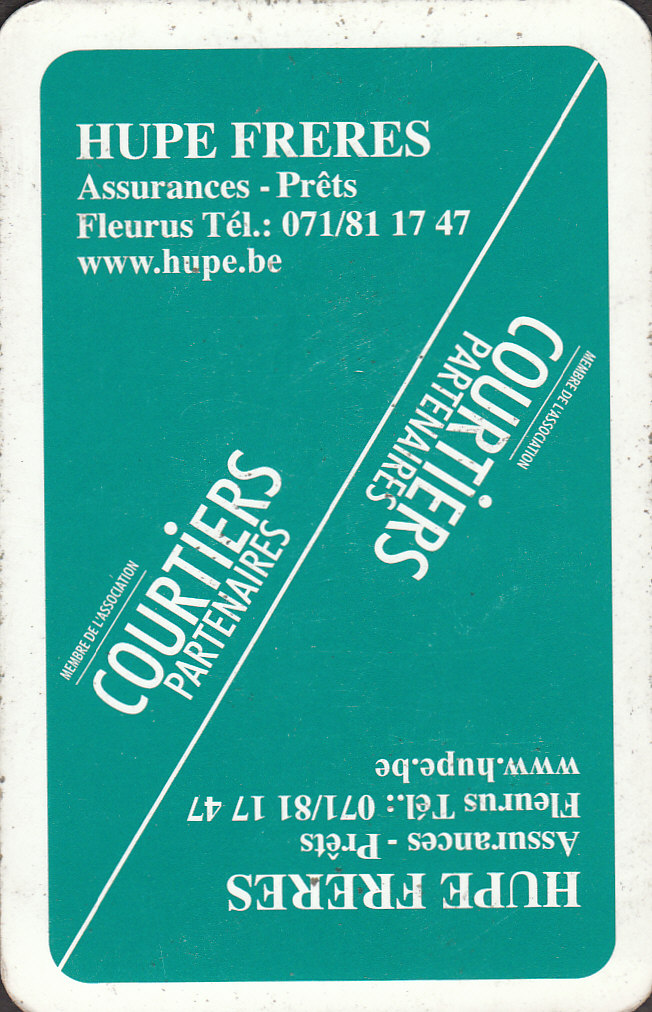 HUPE FRERES
Assurances - Prêts
Fleurus Tél.: 071/81 17 47
www.hupe.be
MEMBRE DE L'ASSOCIATION
COURTIERS
PARTENAIRES
MEMBRE DE L'ASSOCIATION
COURTIERS
PARTENAIRES
HUPE FRERES
Assurances - Prêts
Fleurus Tél.: 071/81 17 47
www.hupe.be